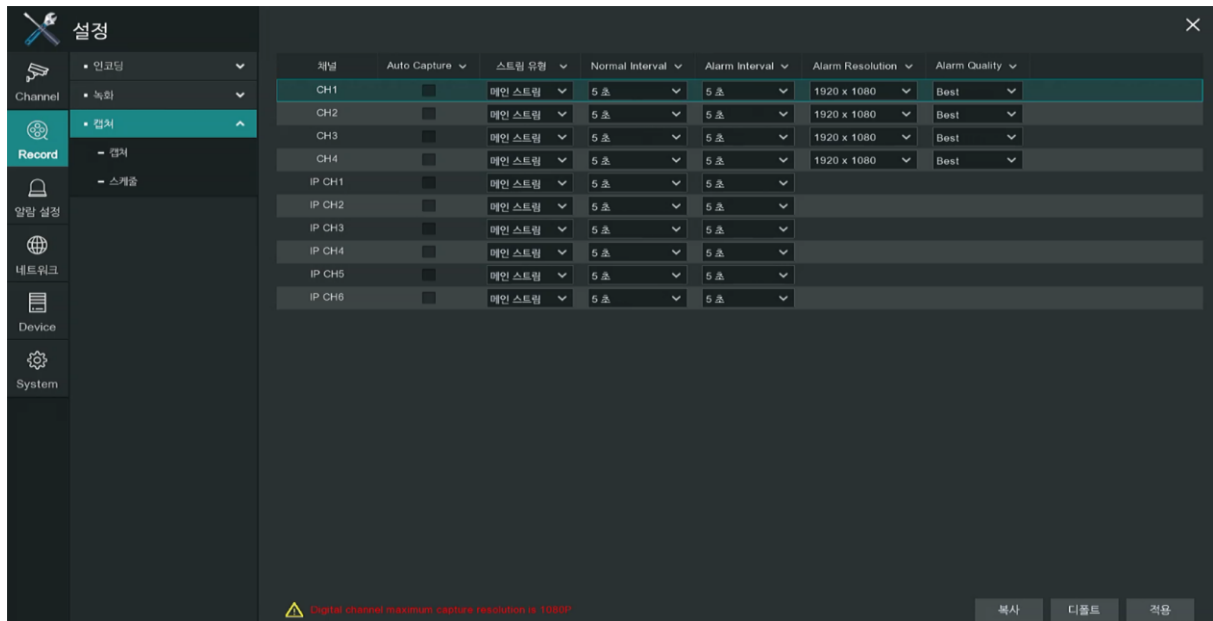 설정
Channel
Record
알람 설정
네트워크
Device
System
• 인코딩
• 녹화
• 캡처
– 캡처
– 스케줄
채널 Auto Capture 스트림 유형 Normal Interval Alarm Interval Alarm Resolution Alarm Quality
CH1 메인 스트림 5 초 5 초 1920 x 1080 Best
CH2 메인 스트림 5 초 5 초 1920 x 1080 Best
CH3 메인 스트림 5 초 5 초 1920 x 1080 Best
CH4 메인 스트림 5 초 5 초 1920 x 1080 Best
IP CH1 메인 스트림 5 초 5 초
IP CH2 메인 스트림 5 초 5 초
IP CH3 메인 스트림 5 초 5 초
IP CH4 메인 스트림 5 초 5 초
IP CH5 메인 스트림 5 초 5 초
IP CH6 메인 스트림 5 초 5 초
Digital channel maximum capture resolution is 1080P
복사 디폴트 적용